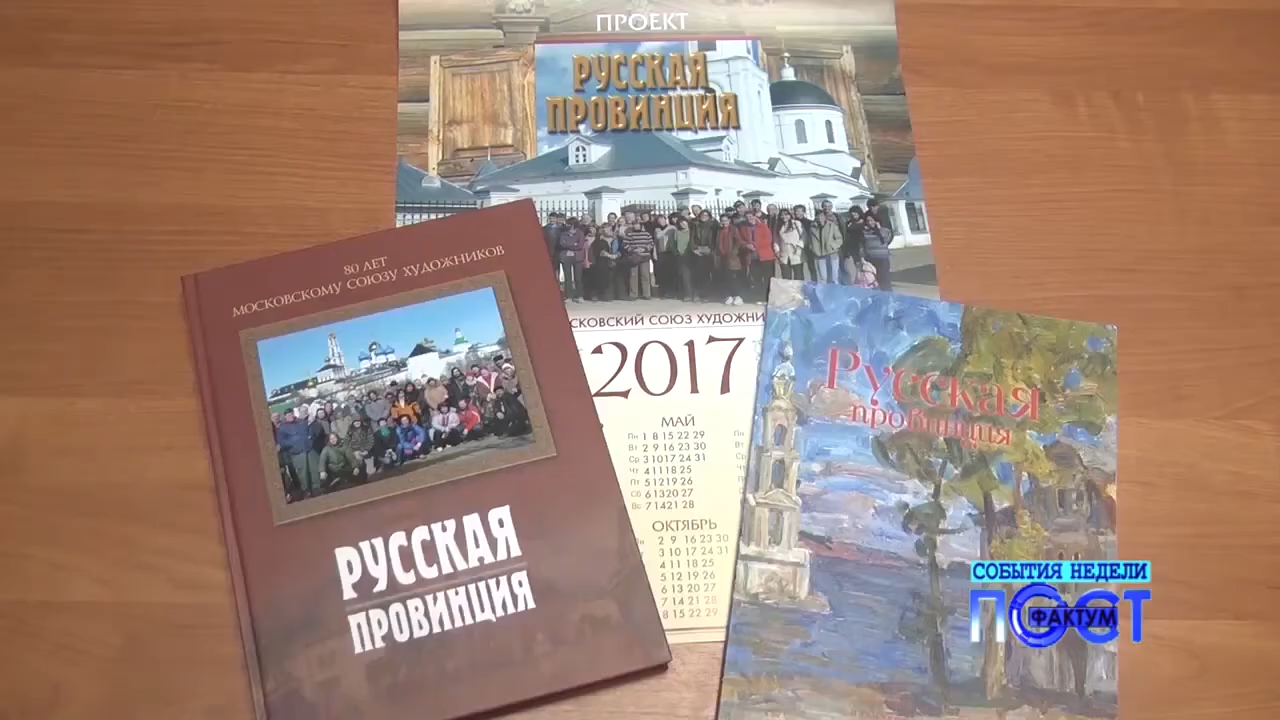 ПРОЕКТ
РУССКАЯ
ПРОВИНЦИЯ
80 ЛЕТ
МОСКОВСКОМУ СОЮЗУ ХУДОЖНИКОВ
РУССКАЯ
ПРОВИНЦИЯ
СКОВСКИЙ СОЮЗ ХУДОЖНИ
2017
МАЙ
Пн 1 8 15 22 29
Вт 2 9 16 23 30
Ср 3 10 17 24 31
Чт 4 11 18 25
Пт 5 12 19 26
Сб 6 13 20 27
Вс 7 14 21 28
ОКТЯБРЬ
2 9 16 23 30
3 10 17 24 31
4 11 18 25
5 12 19 26
6 13 20 27
7 14 21 28
8 15 22 29
Русская
провинция
СОБЫТИЯ НЕДЕЛИ
ПОСТ
ФАКТУМ